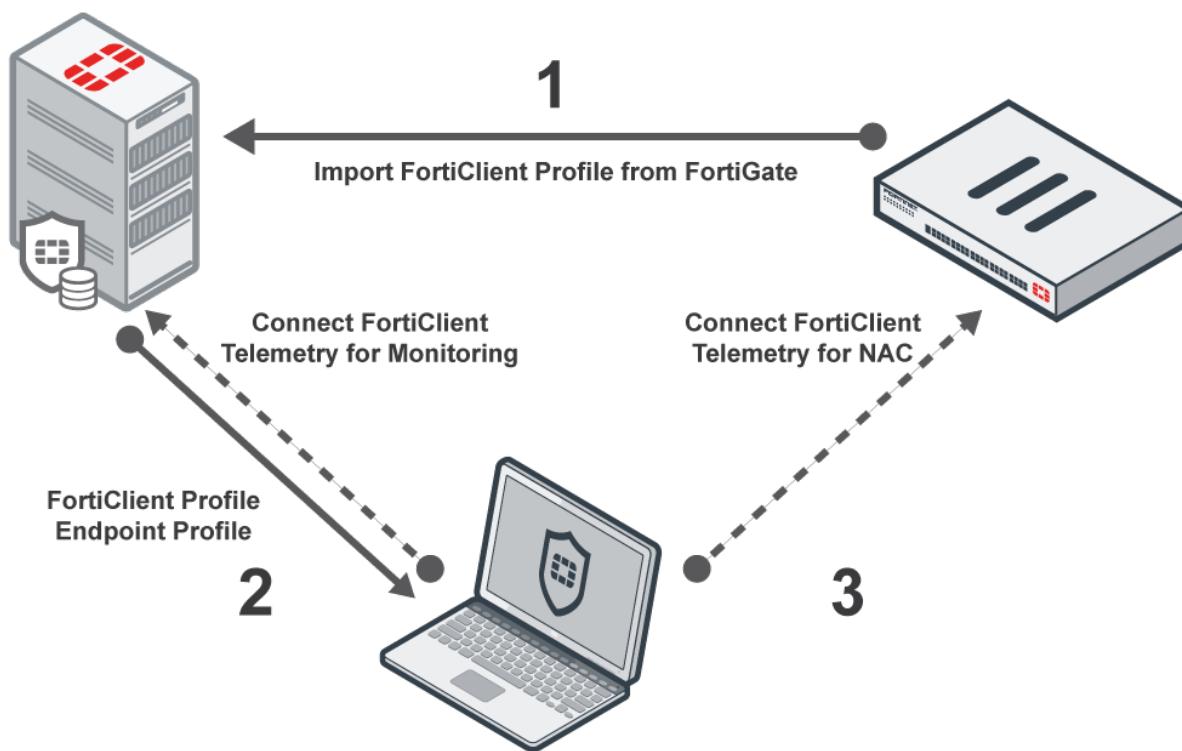 1
Import FortiClient Profile from FortiGate
Connect FortiClient
Telemetry for Monitoring
Connect FortiClient
Telemetry for NAC
FortiClient Profile
Endpoint Profile
2
3